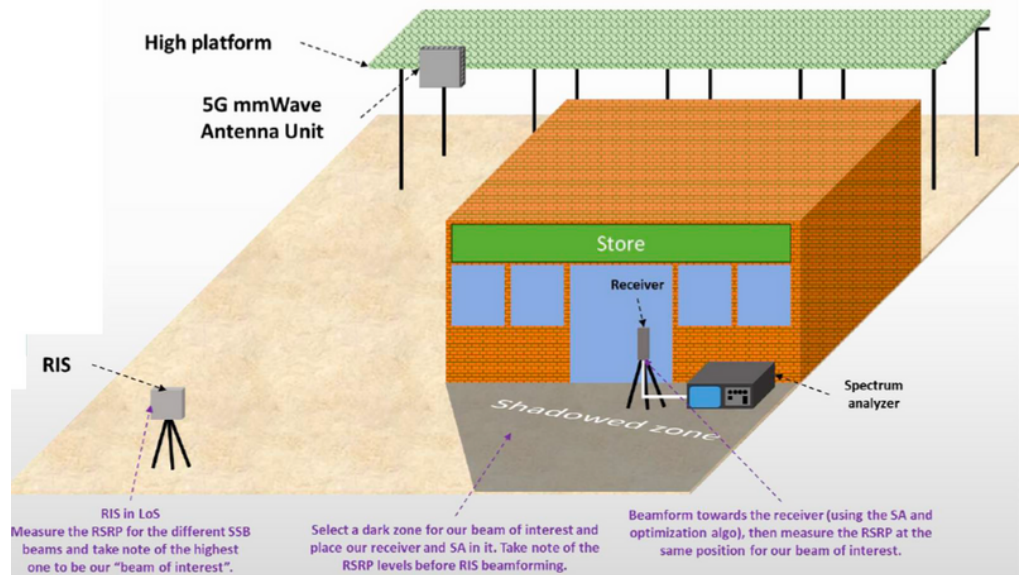 High platform
5G mmWave
Antenna Unit
Store
Receiver
RIS
Spectrum
analyzer
Shadowed zone
RIS in LoS
Measure the RSRP for the different SSB
beams and take note of the highest
one to be our “beam of interest”.
Select a dark zone for our beam of interest and
place our receiver and SA in it. Take note of the
RSRP levels before RIS beamforming.
Beamform towards the receiver (using the SA and
optimization algo), then measure the RSRP at the
same position for our beam of interest.